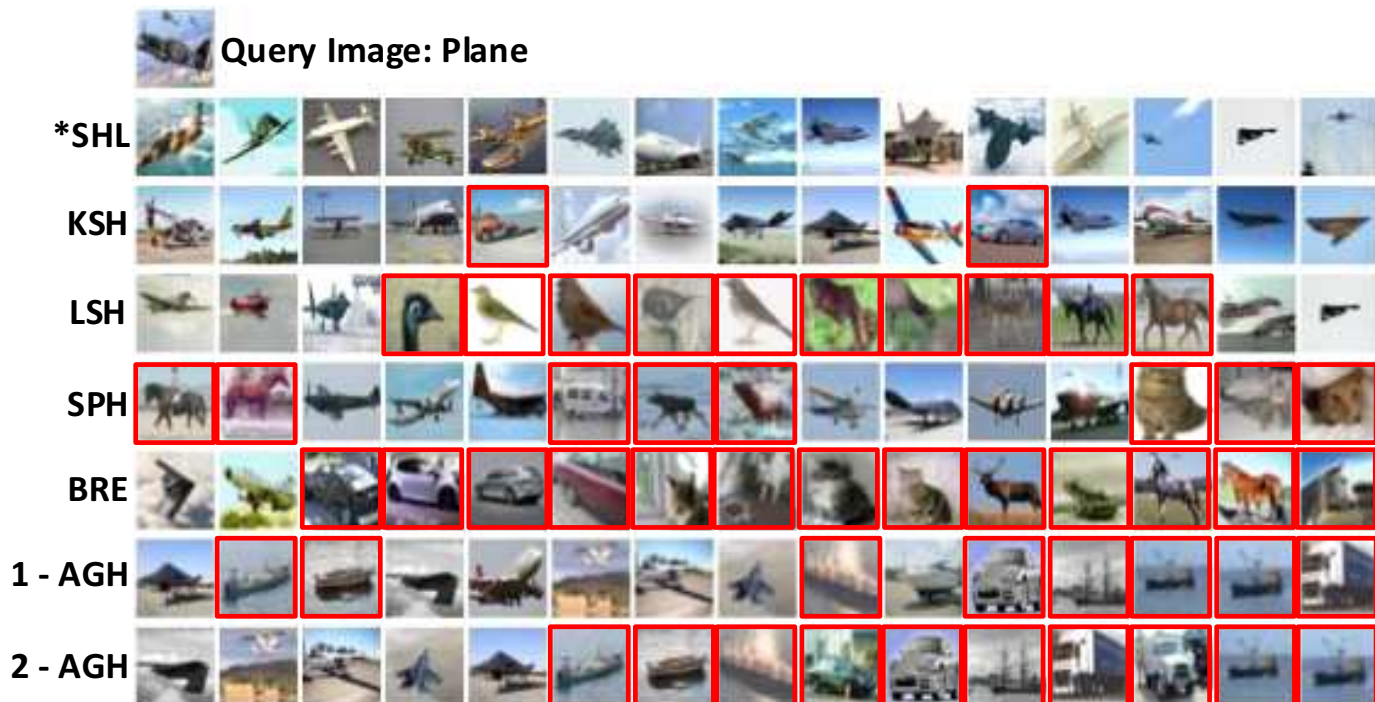 Query Image: Plane
*SHL
KSH
LSH
SPH
BRE
1 - AGH
2 - AGH